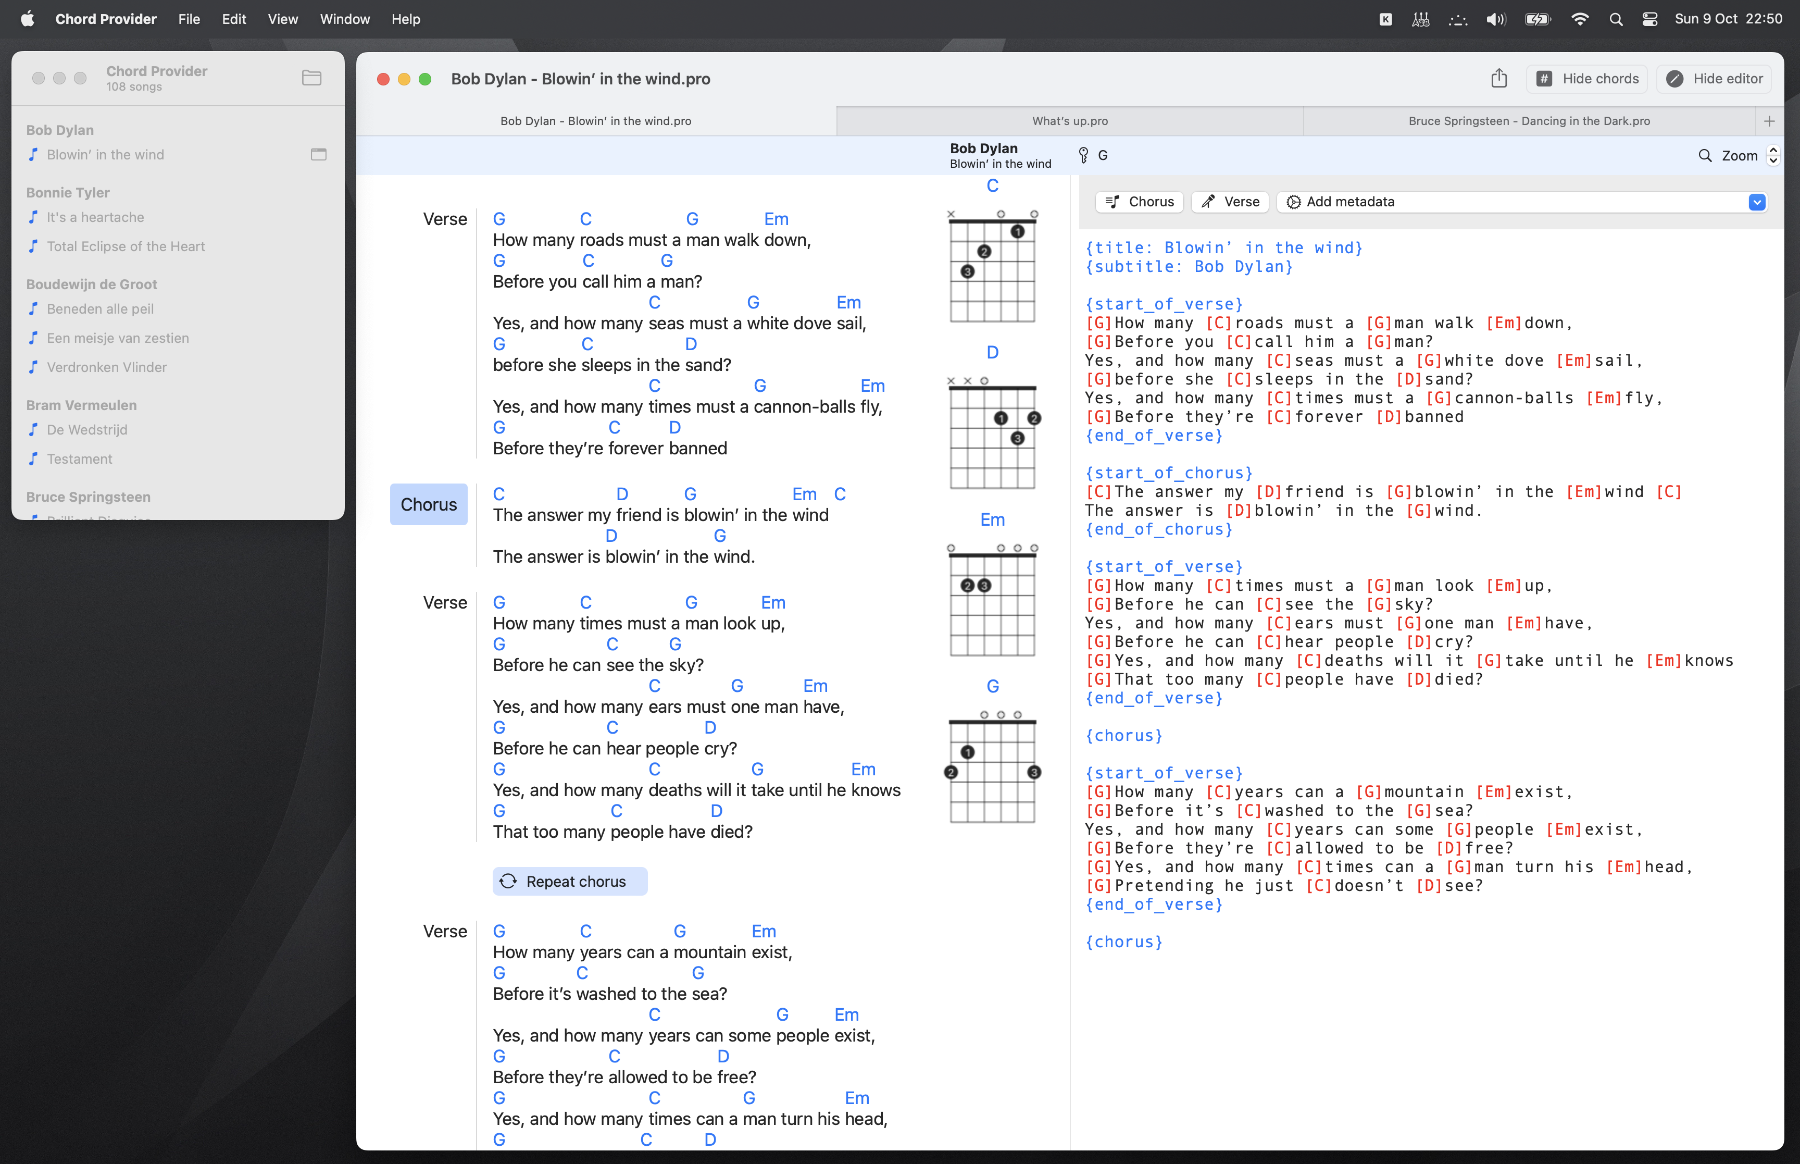 Chord Provider File Edit View Window Help
K
Sun 9 Oct 22:50
Chord Provider
108 songs
Bob Dylan
Blowin’ in the wind
Bonnie Tyler
It's a heartache
Total Eclipse of the Heart
Boudewijn de Groot
Beneden alle peil
Een meisje van zestien
Verdronken Vlinder
Bram Vermeulen
De Wedstrijd
Testament
Bruce Springsteen
Brilliant Disguise
Bob Dylan - Blowin’ in the wind.pro
# Hide chords
Hide editor
Bob Dylan - Blowin' in the wind.pro
What's up.pro
Bruce Springsteen - Dancing in the Dark.pro
+
Bob Dylan
Blowin’ in the wind
G
Zoom
Verse
G C G Em
How many roads must a man walk down,
G C G
Before you call him a man?
C G Em
Yes, and how many seas must a white dove sail,
G C D
before she sleeps in the sand?
C G Em
Yes, and how many times must a cannon-balls fly,
G C D
Before they’re forever banned
Chorus
C D G Em C
The answer my friend is blowin’ in the wind
D G
The answer is blowin’ in the wind.
Verse
G C G Em
How many times must a man look up,
G C G
Before he can see the sky?
C G Em
Yes, and how many ears must one man have,
G C D
Before he can hear people cry?
G C G Em
Yes, and how many deaths will it take until he knows
G C D
That too many people have died?
Repeat chorus
Verse
G C G Em
How many years can a mountain exist,
G C G
Before it’s washed to the sea?
C G Em
Yes, and how many years can some people exist,
G C D
Before they’re allowed to be free?
G C G Em
Yes, and how many times can a man turn his head,
G C D
C
1
2
3
D
1 2
3
Em
2 3
G
1
2 3
Chorus
Verse
Add metadata
{title: Blowin’ in the wind}
{subtitle: Bob Dylan}
{start_of_verse}
[G]How many [C]roads must a [G]man walk [Em]down,
[G]Before you [C]call him a [G]man?
Yes, and how many [C]seas must a [G]white dove [Em]sail,
[G]before she [C]sleeps in the [D]sand?
Yes, and how many [C]times must a [G]cannon-balls [Em]fly,
[G]Before they’re [C]forever [D]banned
{end_of_verse}
{start_of_chorus}
[C]The answer my [D]friend is [G]blowin’ in the [Em]wind [C]
The answer is [D]blowin’ in the [G]wind.
{end_of_chorus}
{start_of_verse}
[G]How many [C]times must a [G]man look [Em]up,
[G]Before he can [C]see the [G]sky?
Yes, and how many [C]ears must [G]one man [Em]have,
[G]Before he can [C]hear people [D]cry?
[G]Yes, and how many [C]deaths will it [G]take until he [Em]knows
[G]That too many [C]people have [D]died?
{end_of_verse}
{chorus}
{start_of_verse}
[G]How many [C]years can a [G]mountain [Em]exist,
[G]Before it’s [C]washed to the [G]sea?
Yes, and how many [C]years can some [G]people [Em]exist,
[G]Before they’re [C]allowed to be [D]free?
[G]Yes, and how many [C]times can a [G]man turn his [Em]head,
[G]Pretending he just [C]doesn’t [D]see?
{end_of_verse}
{chorus}